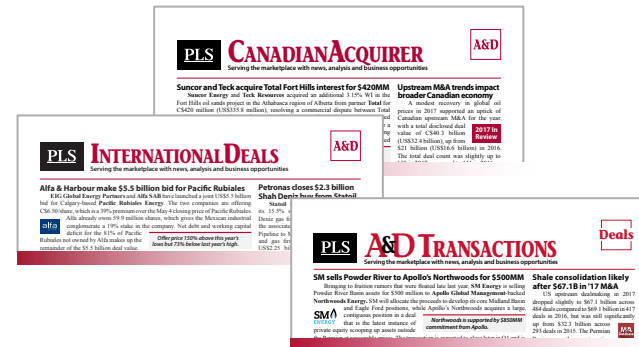 PLS
CANADIANACQUIRER
A&D
Serving the marketplace with news, analysis and business opportunities
Suncor and Teck acquire Total Fort Hills interest for $420MM
Suncor Energy and Teck Resources acquired an additional 3.15% WI in the
Fort Hills oil sands project in the Athabasca region of Alberta from partner Total for
C$420 million (US$335.8 million), resolving a commercial dispute between Total
Upstream M&A trends impact
broader Canadian economy
A modest recovery in global oil
prices in 2017 supported an uptick of
Canadian upstream M&A for the year,
with a total disclosed deal
value of C$40.3 billion
(US$32.4 billion), up from
$21 billion (US$16.6 billion) in 2016.
The total deal count was slightly up to
2017 In
Review
PLS
INTERNATIONALDEALS
A&D
Serving the marketplace with news, analysis and business opportunities
Alfa & Harbour make $5.5 billion bid for Pacific Rubiales
EIG Global Energy Partners and Alfa SAB have launched a joint US$5.5 billion
bid for Calgary-based Pacific Rubiales Energy. The two companies are offering
C$6.50/share, which is a 39% premium over the May 4 closing price of Pacific Rubiales.
Alfa already owns 59.9 million shares, which gives the Mexican industrial
conglomerate a 19% stake in the company. Net debt and working capital
deficit for the 81% of Pacific
Rubiales not owned by Alfa makes up the
remainder of the $5.5 billion deal value.
alfa
Offer price 150% above this year's
lows but 73% below last year's high.
Petronas closes $2.3 billion
Shah Deniz buy from Statoil
Statoil
its 15.5%
Deniz gas
the associate
Pipeline to
and gas
US$2.25
PLS
A&D TRANSACTIONS
Deals
Serving the marketplace with news, analysis and business opportunities
SM sells Powder River to Apollo's Northwoods for $500MM
Bringing to fruition rumors that were floated late last year, SM Energy is selling
Powder River Basin assets for $500 million to Apollo Global Management-backed
Northwoods Energy. SM will allocate the proceeds to develop its core Midland Basin
and Eagle Ford positions, while Apollo's Northwoods acquires a large,
contiguous position in a deal
that is the latest instance of
private equity scooping up assets outside
SM
ENERGY
Northwoods is supported by $850MM
commitment from Apollo.
Shale consolidation likely
after $67.1B in '17 M&A
US upstream dealmaking in 2017
dropped slightly to $67.1 billion across
484 deals compared to $69.1 billion in 417
deals in 2016, but was still significantly
up from $32.3 billion across
293 deals in 2015. The Permian
M&A